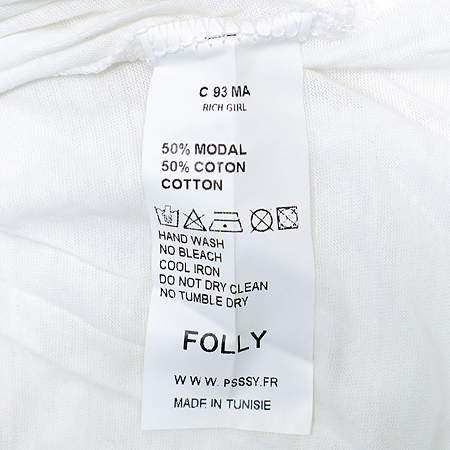 C 93 MA
RICH GIRL
50% MODAL
50% COTON
COTTON
HAND WASH
NO BLEACH
COOL IRON
DO NOT DRY CLEAN
NO TUMBLE DRY
FOLLY
WWW.PSSSY.FR
MADE IN TUNISIE